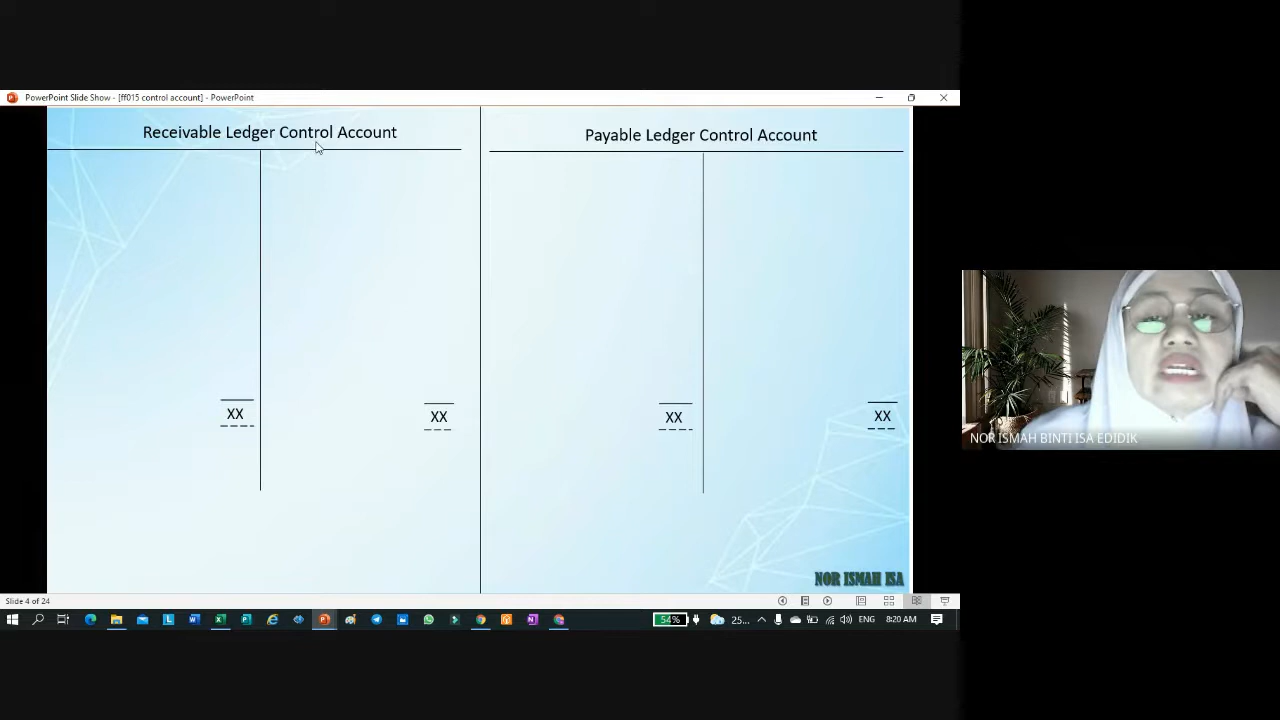 PowerPoint Slide Show - [ff015 control account] - PowerPoint
Receivable Ledger Control Account
Payable Ledger Control Account
XX
XX
XX
XX
NOR ISMAH ISA
NOR ISMAH BINTI ISA EDIDIK
Slide 4 of 24
54%
25...
ENG
8:20 AM